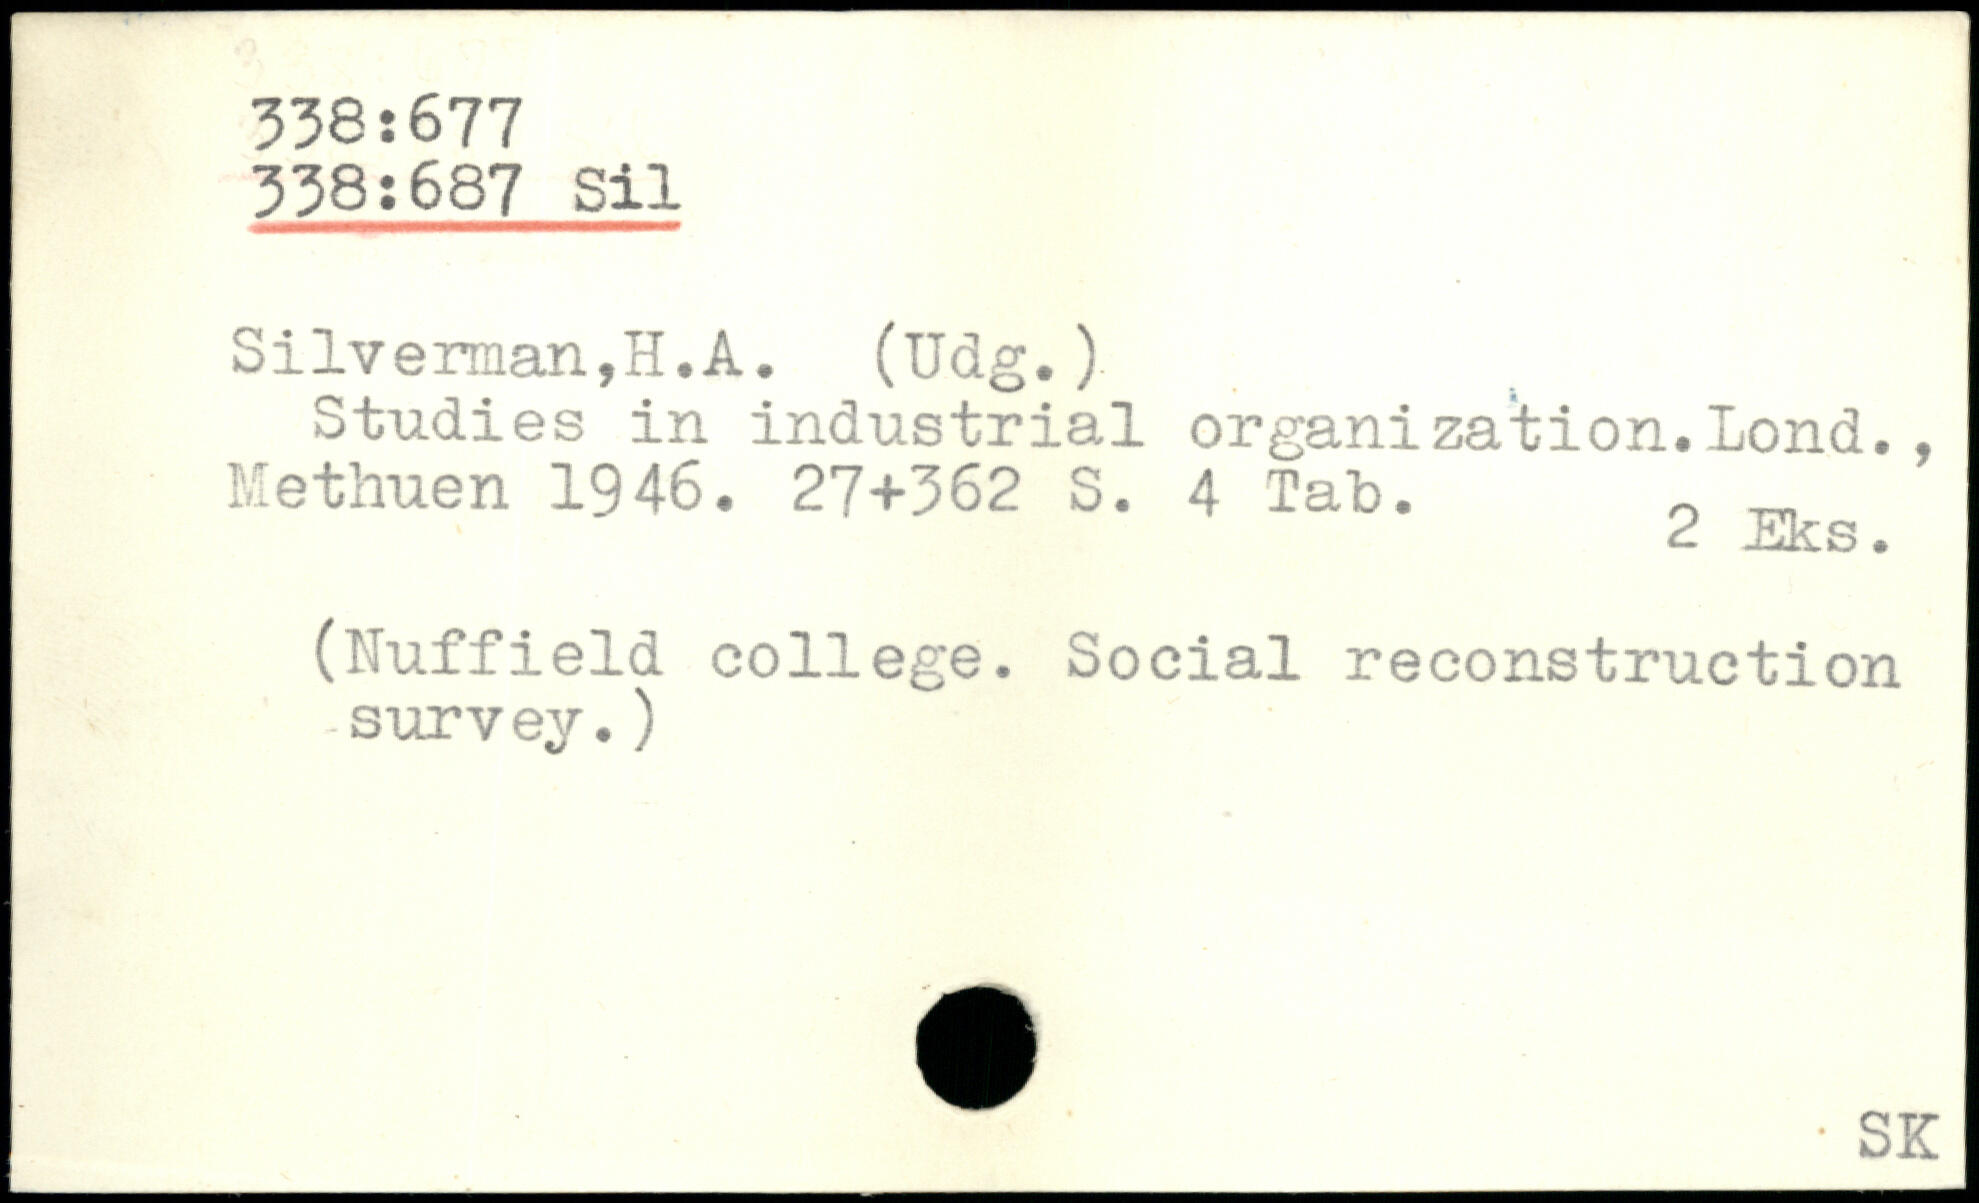 338:677
338:687 Sil
Silverman,H.A. (Udg.)
Studies in industrial organization.Lond.,
Methuen 1946. 27+362 S. 4 Tab.
2 Eks.
(Nuffield college. Social reconstruction
survey.)
SK